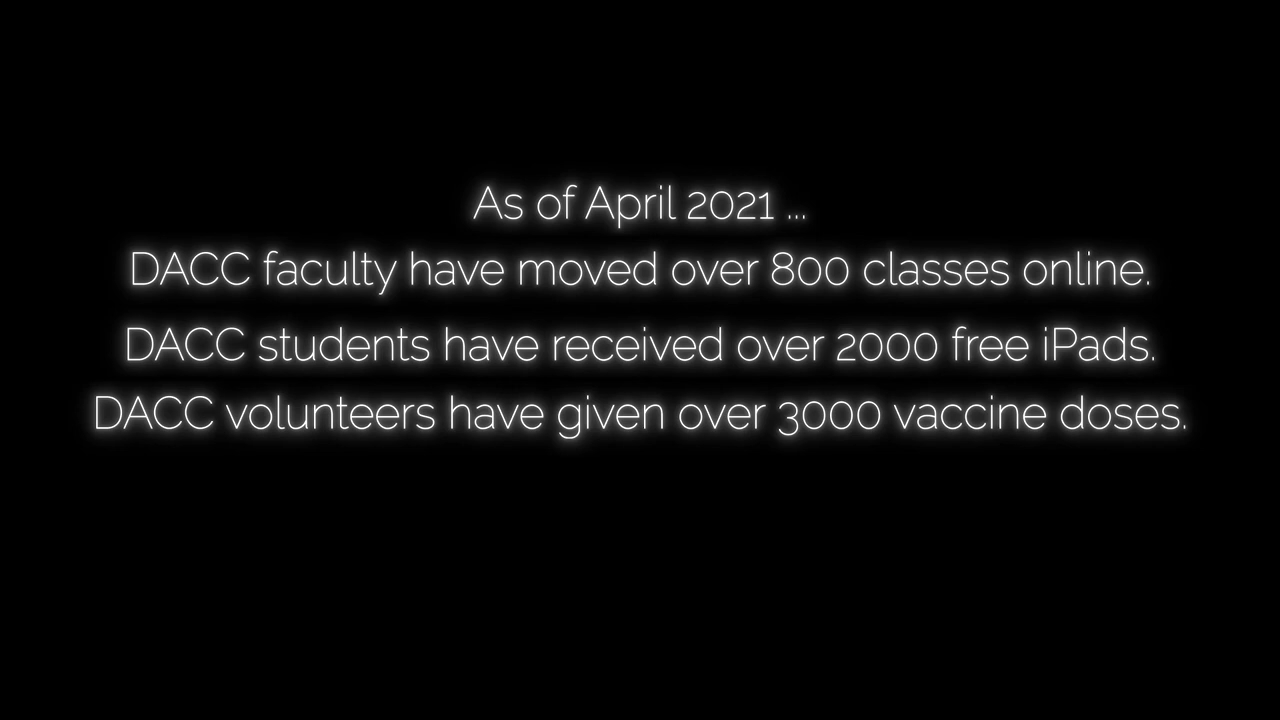 As of April 2021 ...
DACC faculty have moved over 800 classes online.
DACC students have received over 2000 free iPads.
DACC volunteers have given over 3000 vaccine doses.